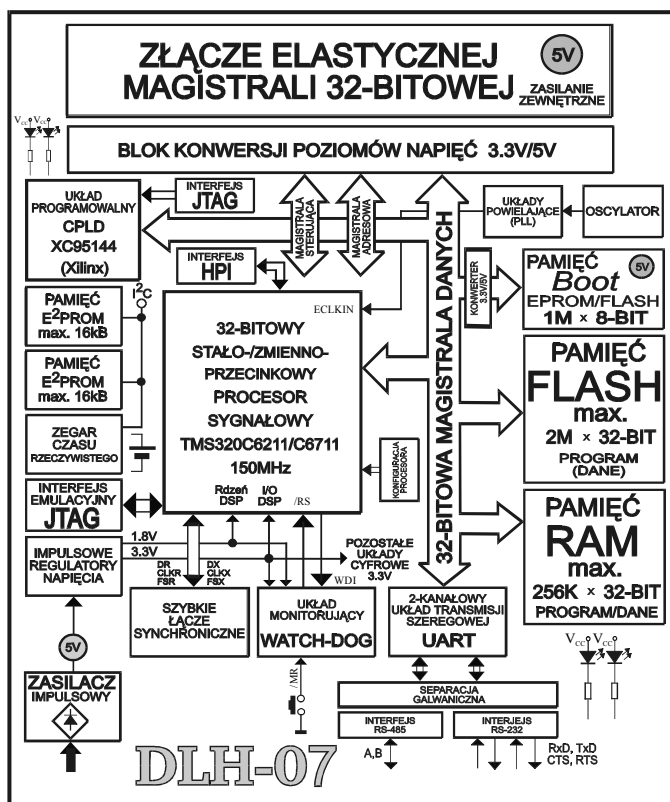 ZŁĄCZE ELASTYCZNEJ
MAGISTRALI 32-BITOWEJ
5V
ZASILANIE
ZEWNĘTRZNE
Vcc Vcc
BLOK KONWERSJI POZIOMÓW NAPIĘĆ 3.3V/5V
UKŁAD
PROGRAMOWALNY
CPLD
XC95144
(Xilinx)
INTERFEJS
JTAG
MAGISTRALA
STERUJĄCA
MAGISTRALA
ADRESOWA
UKŁADY
POWIELAJĄCE
(PLL)
OSCYLATOR
INTERFEJS
HPI
32-BITOWA MAGISTRALA DANYCH
KONWERTER
3.3V/5V
PAMIĘĆ
5V
Boot
EPROM/FLASH
1M × 8-BIT
I²C
PAMIĘĆ
E²PROM
max. 16kB
PAMIĘĆ
E²PROM
max. 16kB
ECLKIN
32-BITOWY
STAŁO-/ZMIENNO-
PRZECINKOWY
PROCESOR
SYGNAŁOWY
TMS320C6211/C6711
150MHz
Rdzeń
DSP
I/O
DSP
/RS
PAMIĘĆ
FLASH
max.
2M × 32-BIT
PROGRAM
(DANE)
ZEGAR
CZASU
RZECZYWISTEGO
KONFIGURACJA
PROCESORA
INTERFEJS
EMULACYJNY
JTAG
PAMIĘĆ
RAM
max.
256K × 32-BIT
PROGRAM/DANE
IMPULSOWE
REGULATORY
NAPIĘCIA
1.8V
3.3V
POZOSTAŁE
UKŁADY
CYFROWE
3.3V
DR
CLKR
FSR
DX
CLKX
FSX
WDI
SZYBKIE
ŁĄCZE
SYNCHRONICZNE
UKŁAD
MONITORUJĄCY
WATCH-DOG
2-KANAŁOWY
UKŁAD TRANSMISJI
SZEREGOWEJ
UART
Vcc Vcc
5V
/MR
ZASILACZ
IMPULSOWY
SEPARACJA
GALWANICZNA
INTERFEJS
RS-485
INTERJEJS
RS-232
A,B
RxD, TxD
CTS, RTS
DLH-07